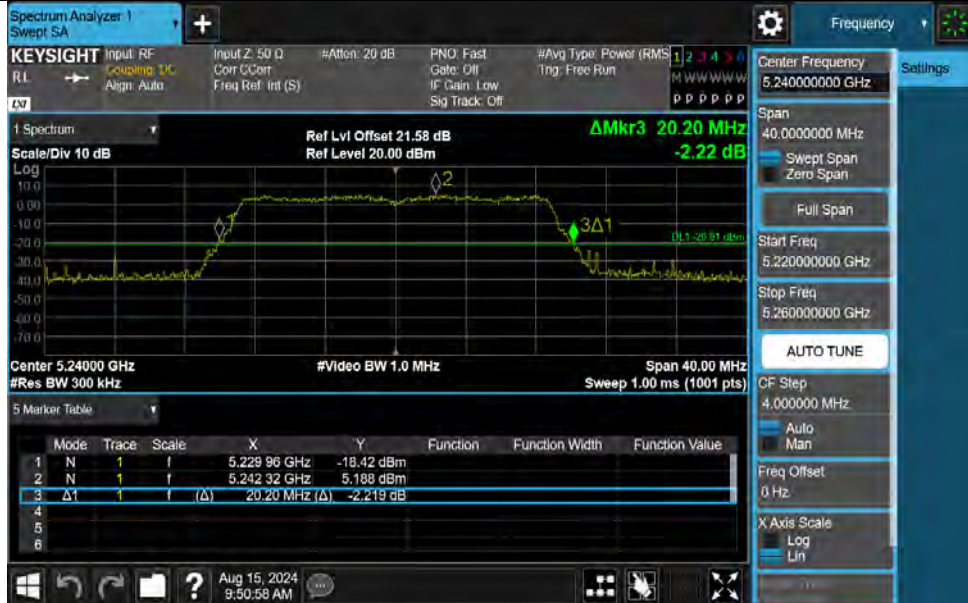 Spectrum Analyzer 1
Swept SA
+
Frequency
KEYSIGHT
RL
LXI
Input: RF
Coupling: DC
Align: Auto
Input Z: 50 Ω
Corr CCorr
Freq Ref: Int (S)
#Atten: 20 dB
PNO: Fast
Gate: Off
IF Gain: Low
Sig Track: Off
#Avg Type: Power (RMS
Trig: Free Run
1 2 3 4 5 6
M W W W W W
P P P P P P
1 Spectrum
Scale/Div 10 dB
Ref Lvl Offset 21.58 dB
Ref Level 20.00 dBm
ΔMkr3 20.20 MHz
-2.22 dB
Log
10.0
0.00
-10.0
-20.0
-30.0
-40.0
-50.0
-60.0
-70.0
1
2
3Δ1
DL1 -20.81 dBm
Center 5.24000 GHz
#Video BW 1.0 MHz
Span 40.00 MHz
#Res BW 300 kHz
Sweep 1.00 ms (1001 pts)
5 Marker Table
Mode Trace Scale X Y Function Function Width Function Value
1 N 1 f 5.229 96 GHz -18.42 dBm
2 N 1 f 5.242 32 GHz 5.188 dBm
3 Δ1 1 f (Δ) 20.20 MHz (Δ) -2.219 dB
4
5
6
?
Aug 15, 2024
9:50:58 AM
Center Frequency
5.240000000 GHz
Settings
Span
40.0000000 MHz
Swept Span
Zero Span
Full Span
Start Freq
5.220000000 GHz
Stop Freq
5.260000000 GHz
AUTO TUNE
CF Step
4.000000 MHz
Auto
Man
Freq Offset
0 Hz
X Axis Scale
Log
Lin